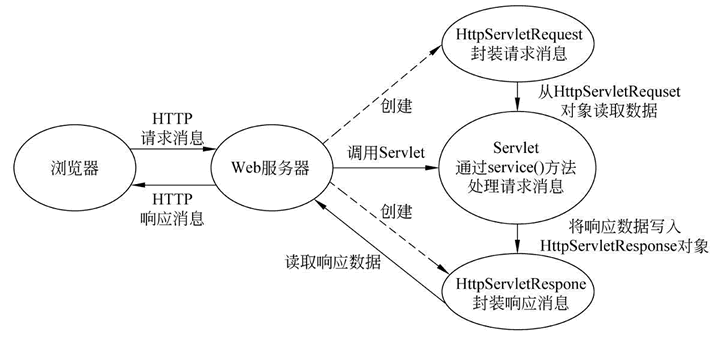 HttpServletRequest
封装请求消息
创建
从HttpServletRequset
对象读取数据
HTTP
请求消息
浏览器
Web服务器
调用Servlet
Servlet
通过service()方法
处理请求消息
HTTP
响应消息
创建
将响应数据写入
HttpServletResponse对象
读取响应数据
HttpServletRespone
封装响应消息